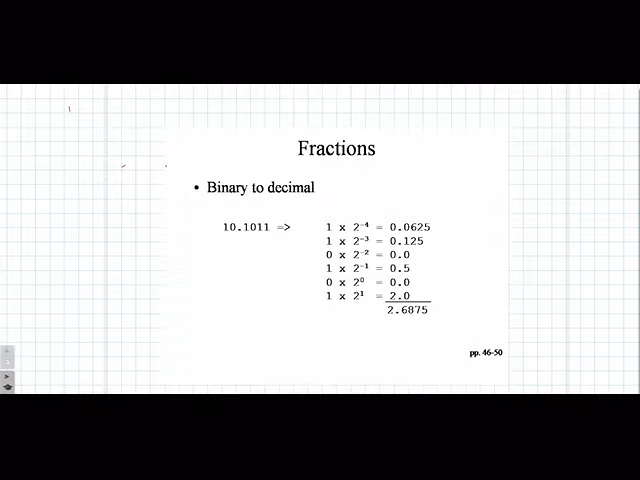 Fractions
• Binary to decimal
10.1011 => 1 x 2⁻⁴ = 0.0625
1 x 2⁻³ = 0.125
0 x 2⁻² = 0.0
1 x 2⁻¹ = 0.5
0 x 2⁰ = 0.0
1 x 2¹ = 2.0
2.6875
pp. 46-50